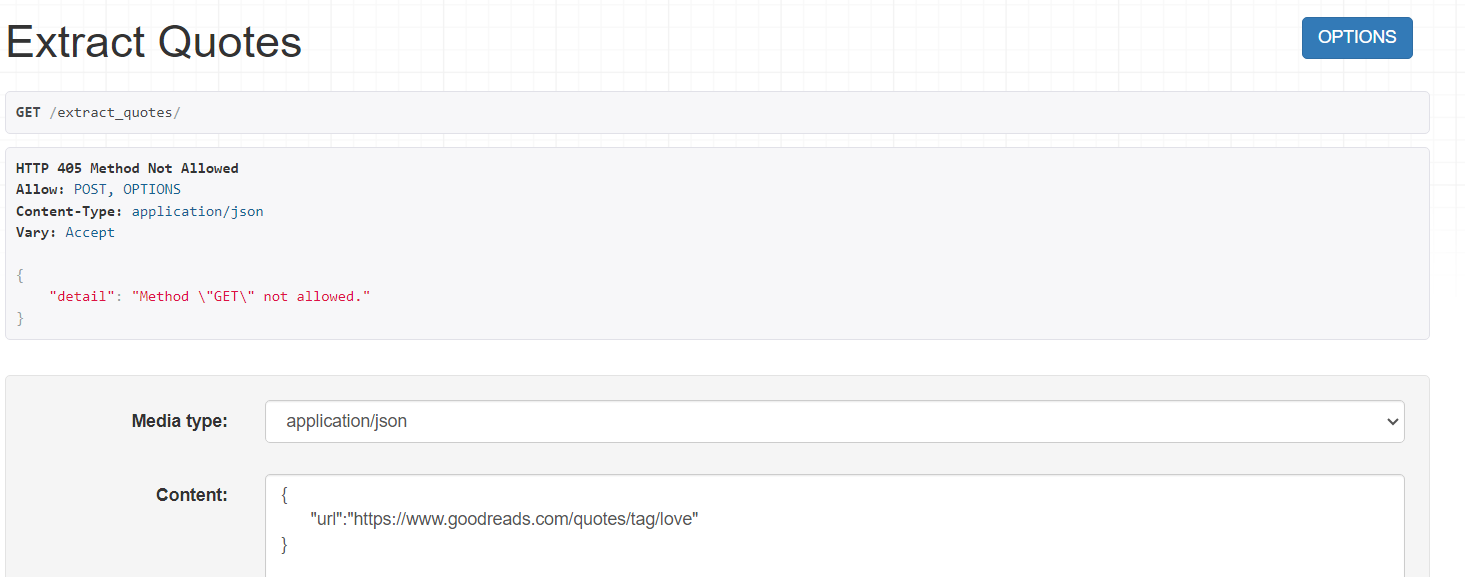 Extract Quotes
OPTIONS
GET /extract_quotes/
HTTP 405 Method Not Allowed
Allow: POST, OPTIONS
Content-Type: application/json
Vary: Accept
{
"detail": "Method \"GET\" not allowed."
}
Media type:
application/json
Content:
{
"url":"https://www.goodreads.com/quotes/tag/love"
}